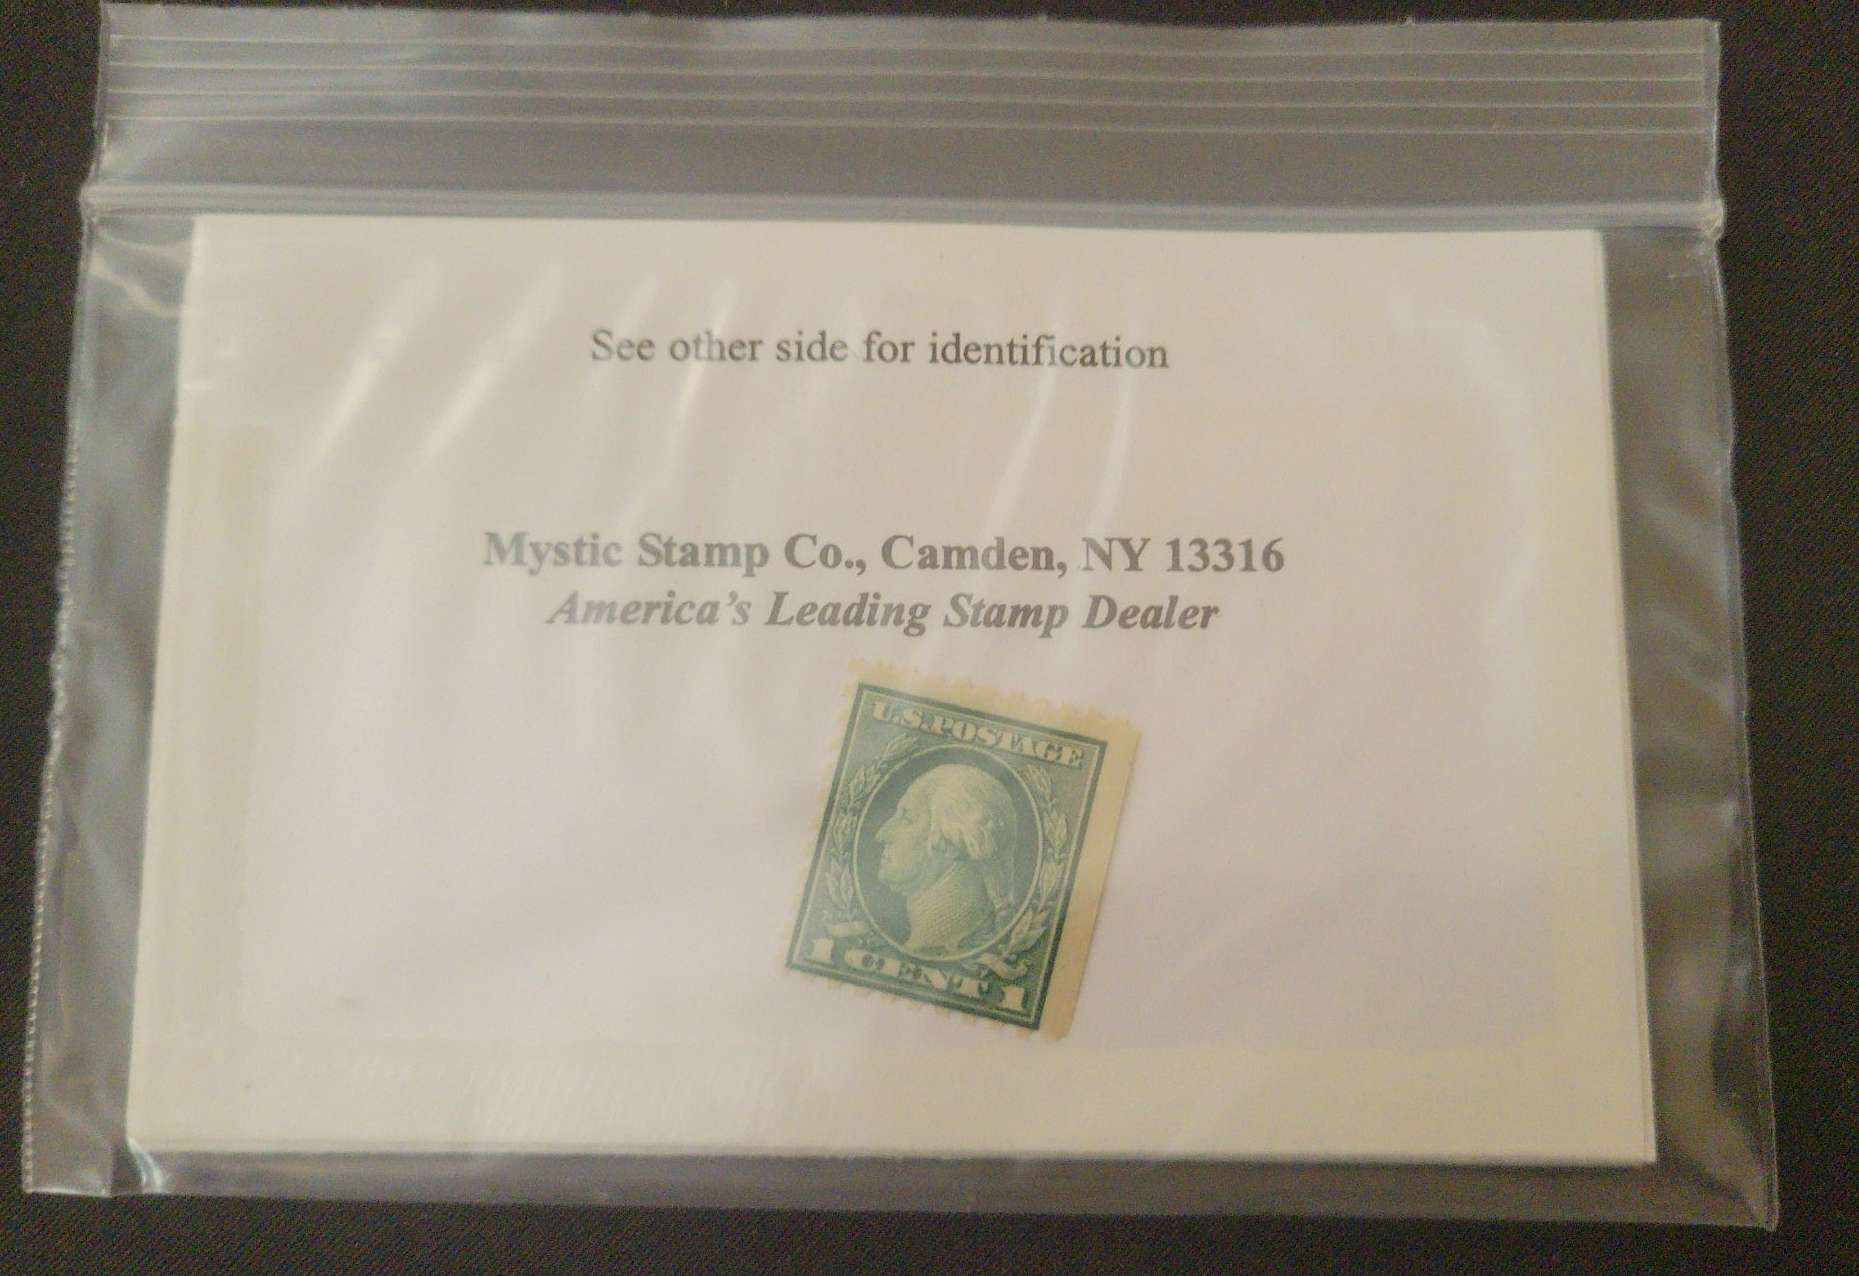 See other side for identification
Mystic Stamp Co., Camden, NY 13316
America's Leading Stamp Dealer
U.S.POSTAGE
1 CENT 1